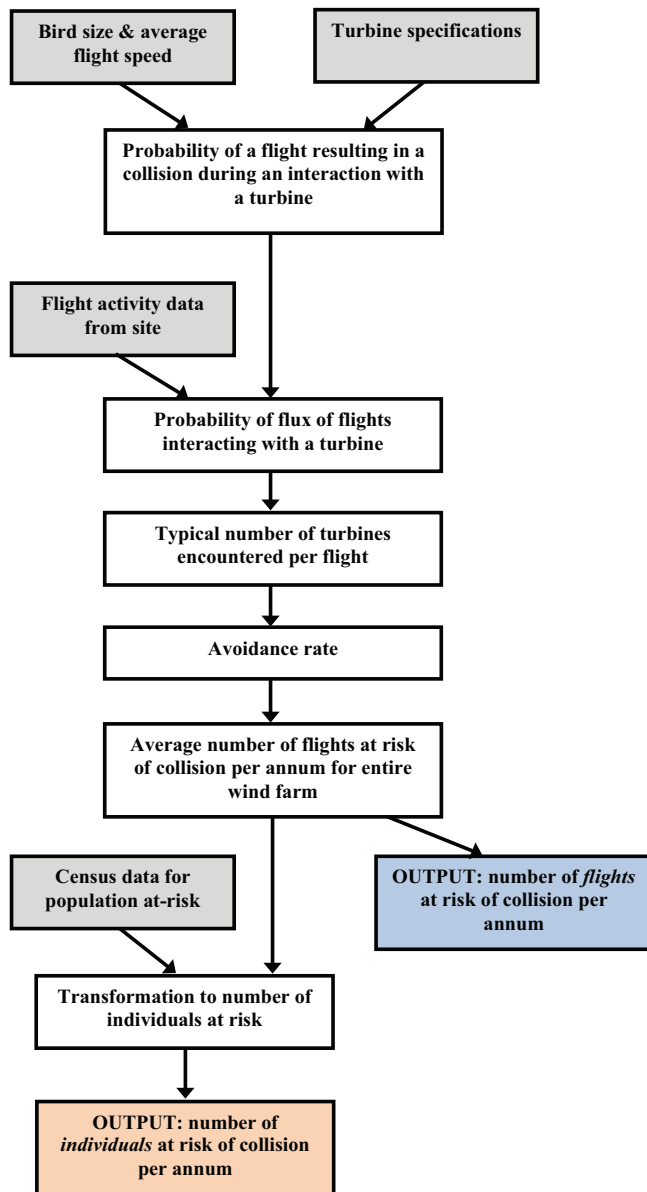 Bird size & average
flight speed
Turbine specifications
Probability of a flight resulting in a
collision during an interaction with
a turbine
Flight activity data
from site
Probability of flux of flights
interacting with a turbine
Typical number of turbines
encountered per flight
Avoidance rate
Average number of flights at risk
of collision per annum for entire
wind farm
Census data for
population at-risk
OUTPUT: number of flights
at risk of collision per
annum
Transformation to number of
individuals at risk
OUTPUT: number of
individuals at risk of collision
per annum